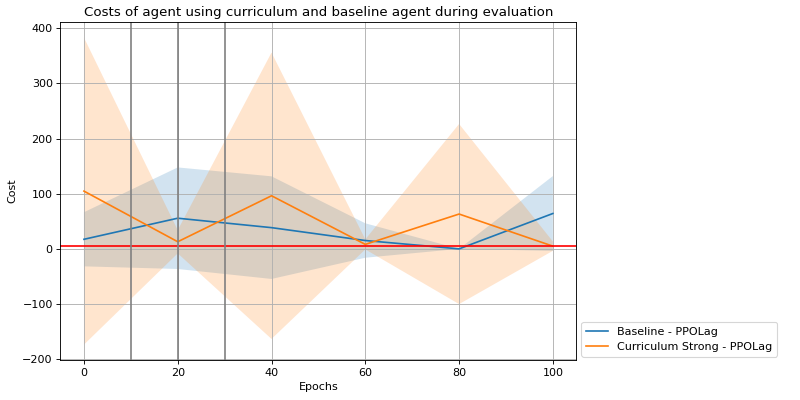 Costs of agent using curriculum and baseline agent during evaluation
400
300
200
100
0
−100
−200
Cost
0 20 40 60 80 100
Epochs
Baseline - PPOLag
Curriculum Strong - PPOLag